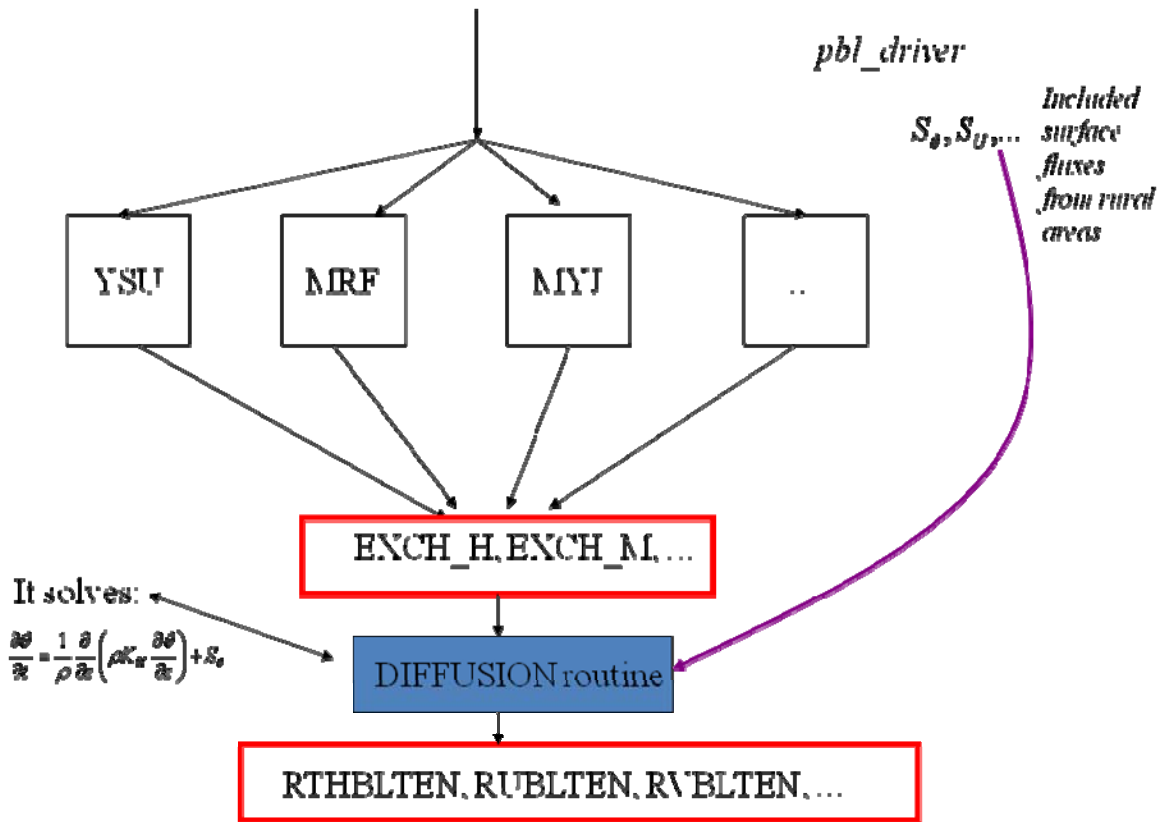 pbl_driver
S_θ, S_U, ...
Included
surface
fluxes
from rural
areas
YSU
MRF
MYJ
..
EXCH_H, EXCH_M, ...
It solves:
∂θ/∂t = 1/ρ ∂/∂z (ρK_H ∂θ/∂z) + S_θ
DIFFUSION routine
RTHBLTEN, RUBLTEN, RVBLTEN, ...